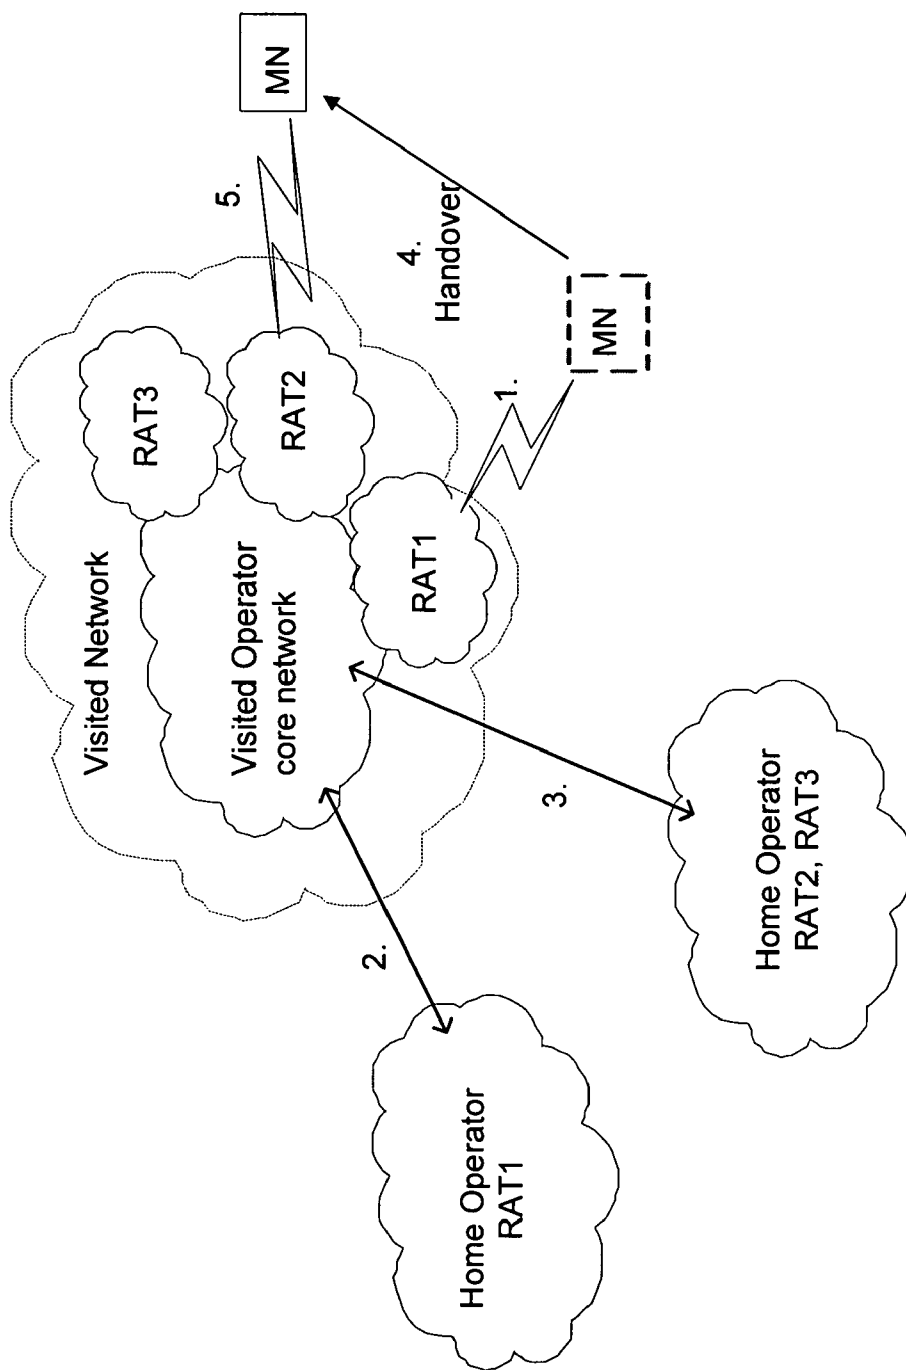 Visited Network
Visited Operator
core network
RAT3
RAT2
RAT1
5.
MN
4.
Handover
1.
MN
2.
3.
Home Operator
RAT1
Home Operator
RAT2, RAT3